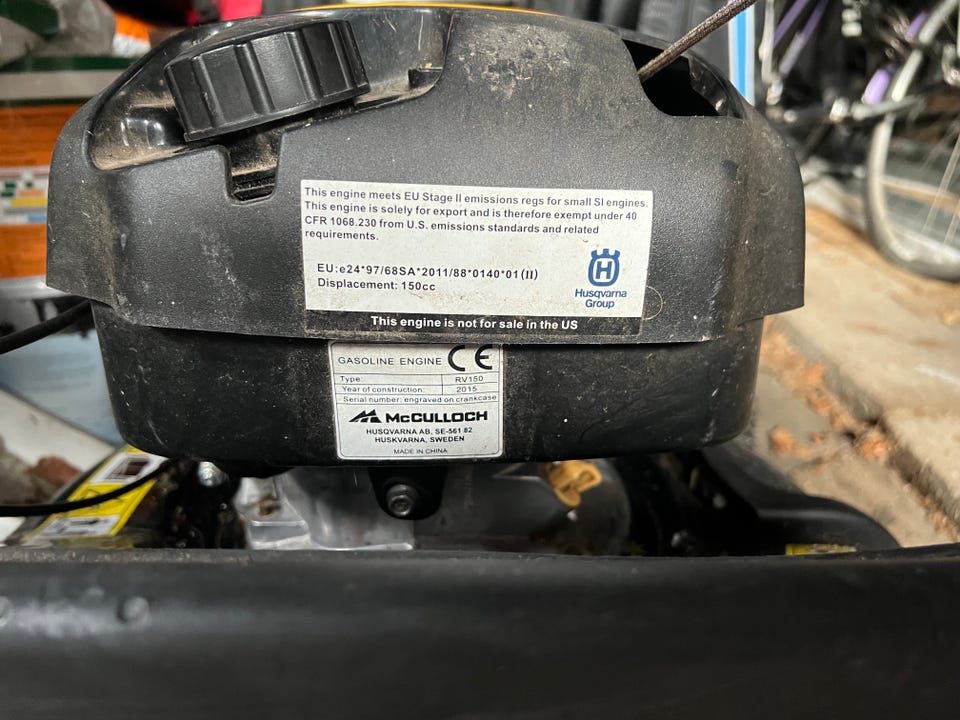 This engine meets EU Stage II emissions regs for small SI engines.
This engine is solely for export and is therefore exempt under 40
CFR 1068.230 from U.S. emissions standards and related
requirements.
EU:e24*97/68SA*2011/88*0140*01(II)
Displacement: 150cc
H
Husqvarna
Group
This engine is not for sale in the US
GASOLINE ENGINE CE
Type: RV150
Year of construction: 2015
Serial number: engraved on crankcase
McCULLOCH
HUSQVARNA AB, SE-561 82
HUSKVARNA, SWEDEN
MADE IN CHINA